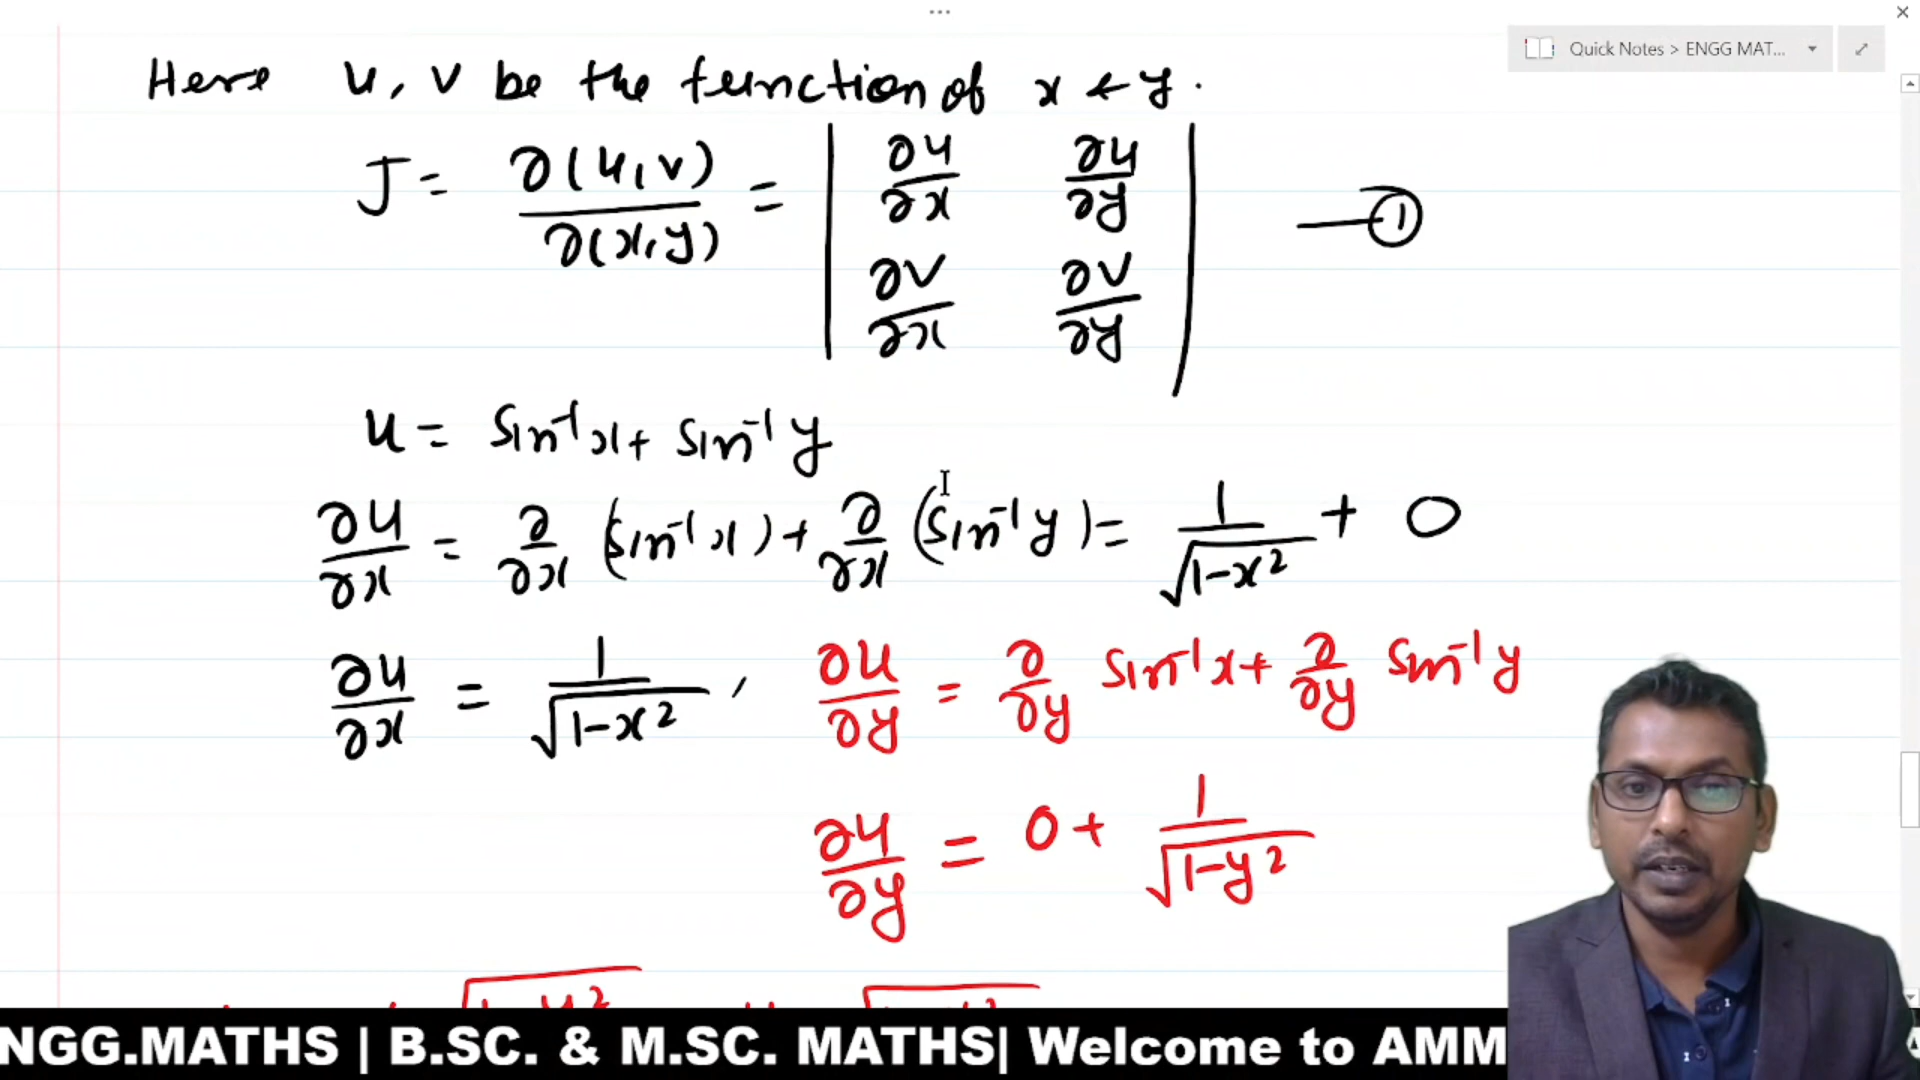 Quick Notes > ENGG MAT...
Here u, v be the function of x & y.
J = ∂(u,v)/∂(x,y) = | ∂u/∂x ∂u/∂y | —①
| ∂v/∂x ∂v/∂y |
u = Sin⁻¹x + Sin⁻¹y
∂u/∂x = ∂/∂x (Sin⁻¹x) + ∂/∂x (Sin⁻¹y) = 1/√(1-x²) + 0
∂u/∂x = 1/√(1-x²) , ∂u/∂y = ∂/∂y Sin⁻¹x + ∂/∂y Sin⁻¹y
∂u/∂y = 0 + 1/√(1-y²)
NGG.MATHS | B.SC. & M.SC. MATHS| Welcome to AMM